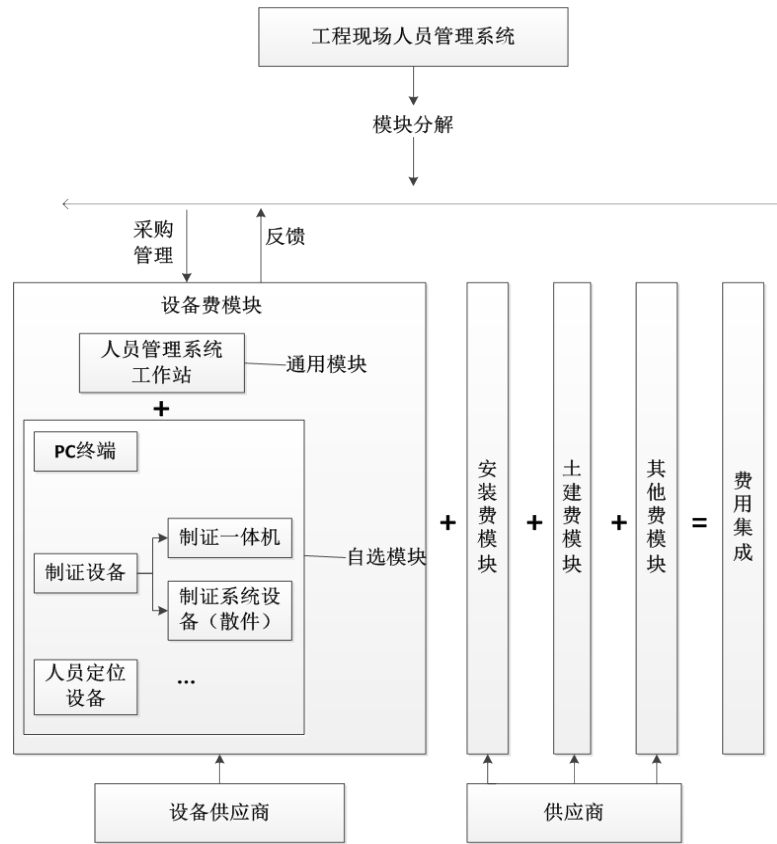 工程现场人员管理系统
模块分解
采购
管理
反馈
设备费模块
人员管理系统
工作站
通用模块
+
PC终端
制证设备
制证一体机
制证系统设
备（散件）
自选模块
人员定位
设备
...
+
安装费模块
+
土建费模块
+
其他费模块
=
费用集成
设备供应商
供应商